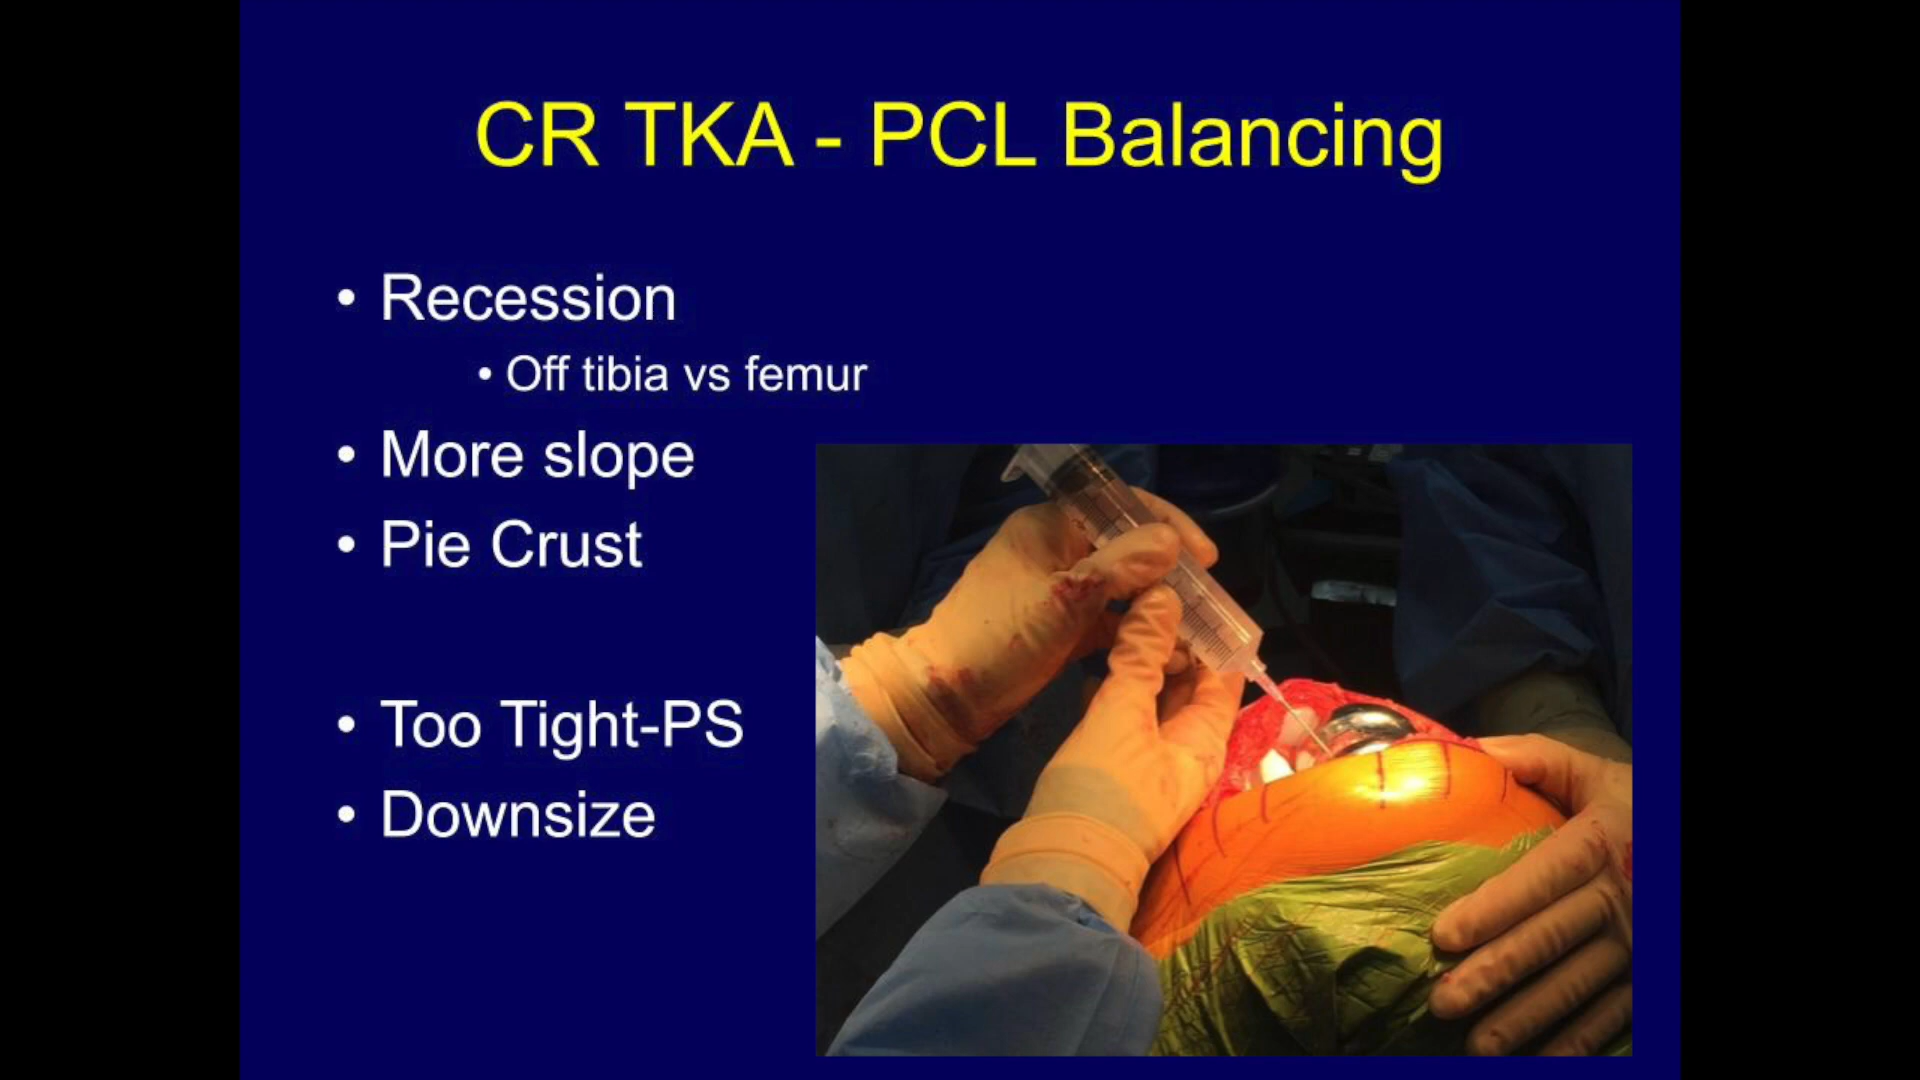 CR TKA - PCL Balancing
• Recession
• Off tibia vs femur
• More slope
• Pie Crust
• Too Tight-PS
• Downsize